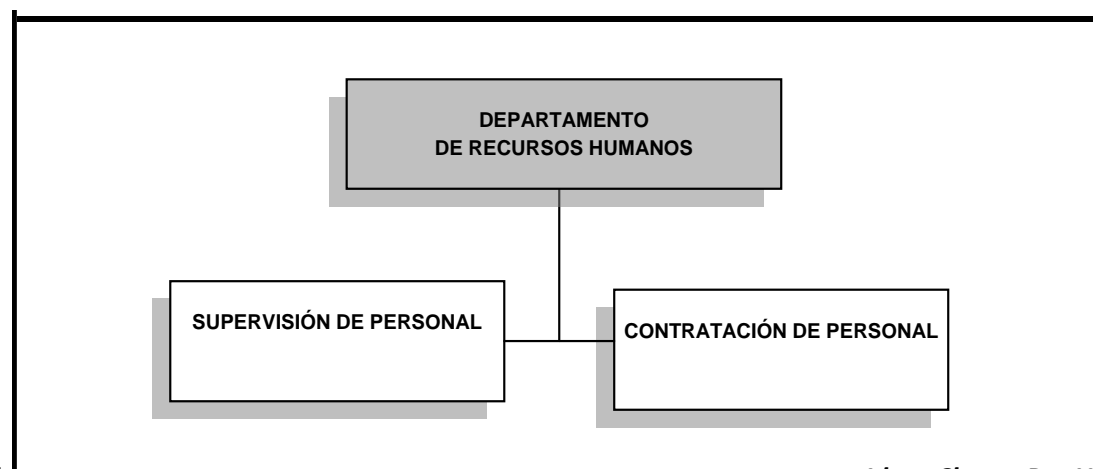 DEPARTAMENTO
DE RECURSOS HUMANOS
SUPERVISIÓN DE PERSONAL
CONTRATACIÓN DE PERSONAL